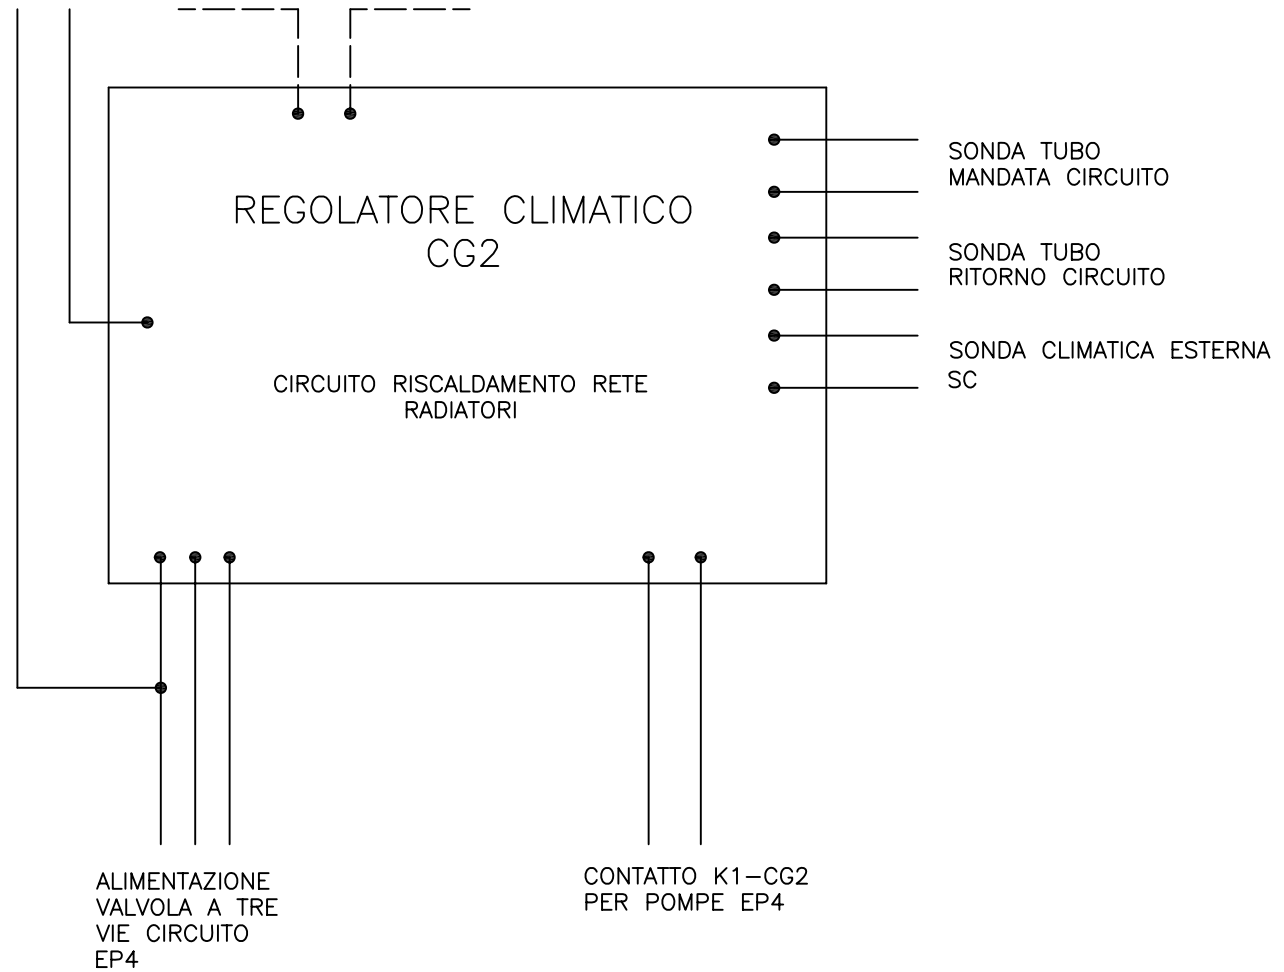 REGOLATORE CLIMATICO
CG2
CIRCUITO RISCALDAMENTO RETE
RADIATORI
SONDA TUBO
MANDATA CIRCUITO
SONDA TUBO
RITORNO CIRCUITO
SONDA CLIMATICA ESTERNA
SC
ALIMENTAZIONE
VALVOLA A TRE
VIE CIRCUITO
EP4
CONTATTO K1-CG2
PER POMPE EP4